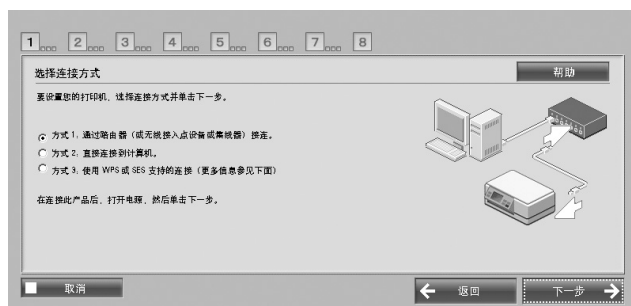 1 2 3 4 5 6 7 8
选择连接方式
帮助
要设置您的打印机，选择连接方式并单击下一步。
方式 1，通过路由器（或无线接入点设备或集线器）接连。
方式 2，直接连接到计算机。
方式 3，使用 WPS 或 SES 支持的连接（更多信息参见下面）
在连接此产品后，打开电源，然后单击下一步。
取消
返回
下一步